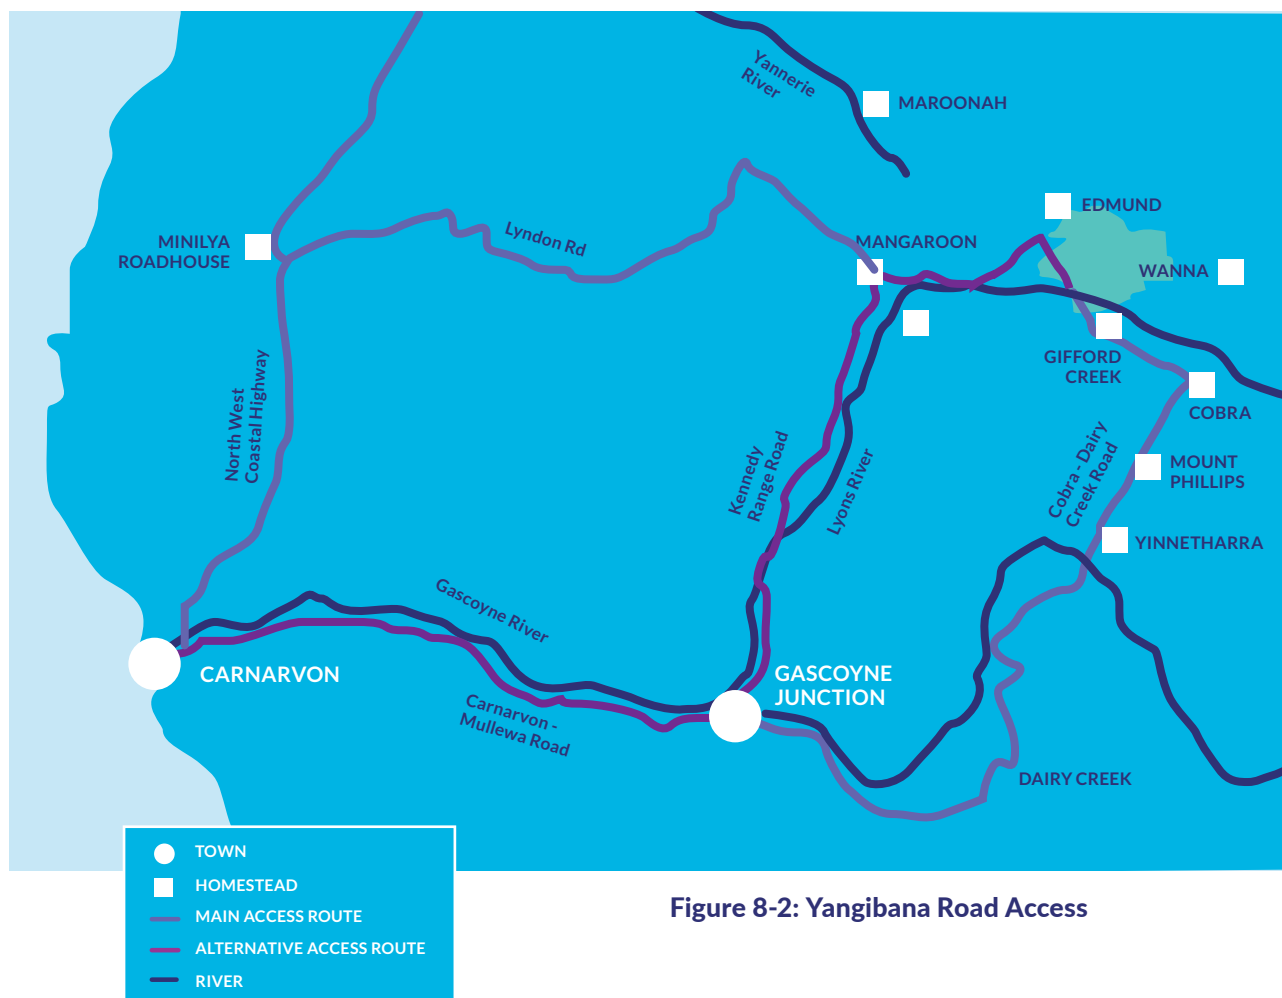 Yannerie
River
MAROONAH
EDMUND
MINILYA
ROADHOUSE
Lyndon Rd
MANGAROON
WANNA
GIFFORD
CREEK
COBRA
North West
Coastal Highway
Kennedy
Range Road
Lyons River
Cobra - Dairy
Creek Road
MOUNT
PHILLIPS
YINNETHARRA
Gascoyne River
CARNARVON
GASCOYNE
JUNCTION
Carnarvon -
Mullewa Road
DAIRY CREEK
TOWN
HOMESTEAD
MAIN ACCESS ROUTE
ALTERNATIVE ACCESS ROUTE
RIVER
Figure 8-2: Yangibana Road Access